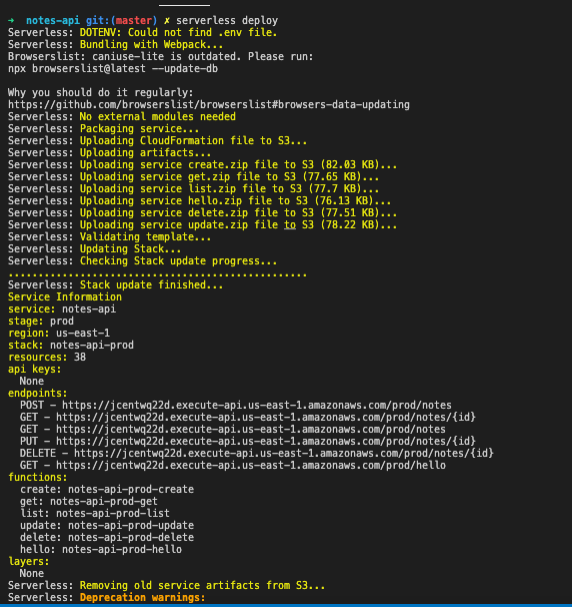 → notes-api git:(master) ✗ serverless deploy
Serverless: DOTENV: Could not find .env file.
Serverless: Bundling with Webpack...
Browserslist: caniuse-lite is outdated. Please run:
npx browserslist@latest --update-db
Why you should do it regularly:
https://github.com/browserslist/browserslist#browsers-data-updating
Serverless: No external modules needed
Serverless: Packaging service...
Serverless: Uploading CloudFormation file to S3...
Serverless: Uploading artifacts...
Serverless: Uploading service create.zip file to S3 (82.03 KB)...
Serverless: Uploading service get.zip file to S3 (77.65 KB)...
Serverless: Uploading service list.zip file to S3 (77.7 KB)...
Serverless: Uploading service hello.zip file to S3 (76.13 KB)...
Serverless: Uploading service delete.zip file to S3 (77.51 KB)...
Serverless: Uploading service update.zip file to S3 (78.22 KB)...
Serverless: Validating template...
Serverless: Updating Stack...
Serverless: Checking Stack update progress...
..................................................
Serverless: Stack update finished...
Service Information
service: notes-api
stage: prod
region: us-east-1
stack: notes-api-prod
resources: 38
api keys:
  None
endpoints:
  POST - https://jcentwq22d.execute-api.us-east-1.amazonaws.com/prod/notes
  GET - https://jcentwq22d.execute-api.us-east-1.amazonaws.com/prod/notes/{id}
  GET - https://jcentwq22d.execute-api.us-east-1.amazonaws.com/prod/notes
  PUT - https://jcentwq22d.execute-api.us-east-1.amazonaws.com/prod/notes/{id}
  DELETE - https://jcentwq22d.execute-api.us-east-1.amazonaws.com/prod/notes/{id}
  GET - https://jcentwq22d.execute-api.us-east-1.amazonaws.com/prod/hello
functions:
  create: notes-api-prod-create
  get: notes-api-prod-get
  list: notes-api-prod-list
  update: notes-api-prod-update
  delete: notes-api-prod-delete
  hello: notes-api-prod-hello
layers:
  None
Serverless: Removing old service artifacts from S3...
Serverless: Deprecation warnings: